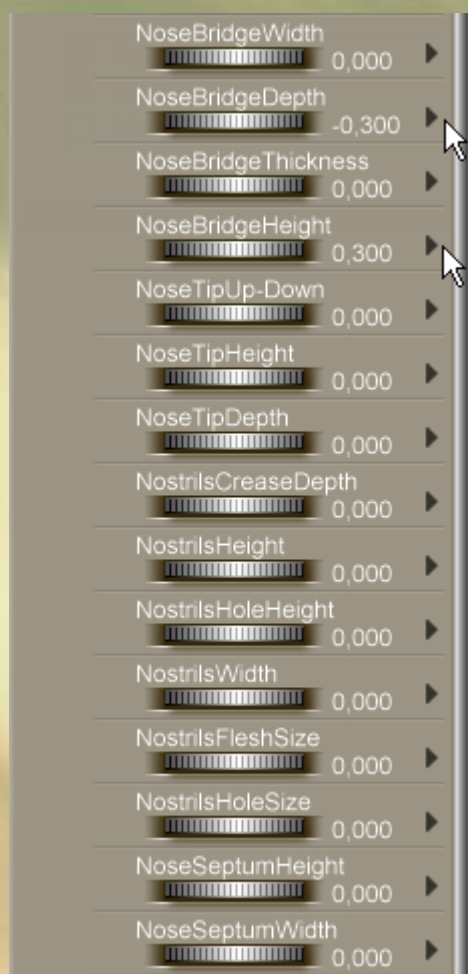 NoseBridgeWidth
0,000
NoseBridgeDepth
-0,300
NoseBridgeThickness
0,000
NoseBridgeHeight
0,300
NoseTipUp-Down
0,000
NoseTipHeight
0,000
NoseTipDepth
0,000
NostrilsCreaseDepth
0,000
NostrilsHeight
0,000
NostrilsHoleHeight
0,000
NostrilsWidth
0,000
NostrilsFleshSize
0,000
NostrilsHoleSize
0,000
NoseSeptumHeight
0,000
NoseSeptumWidth
0,000